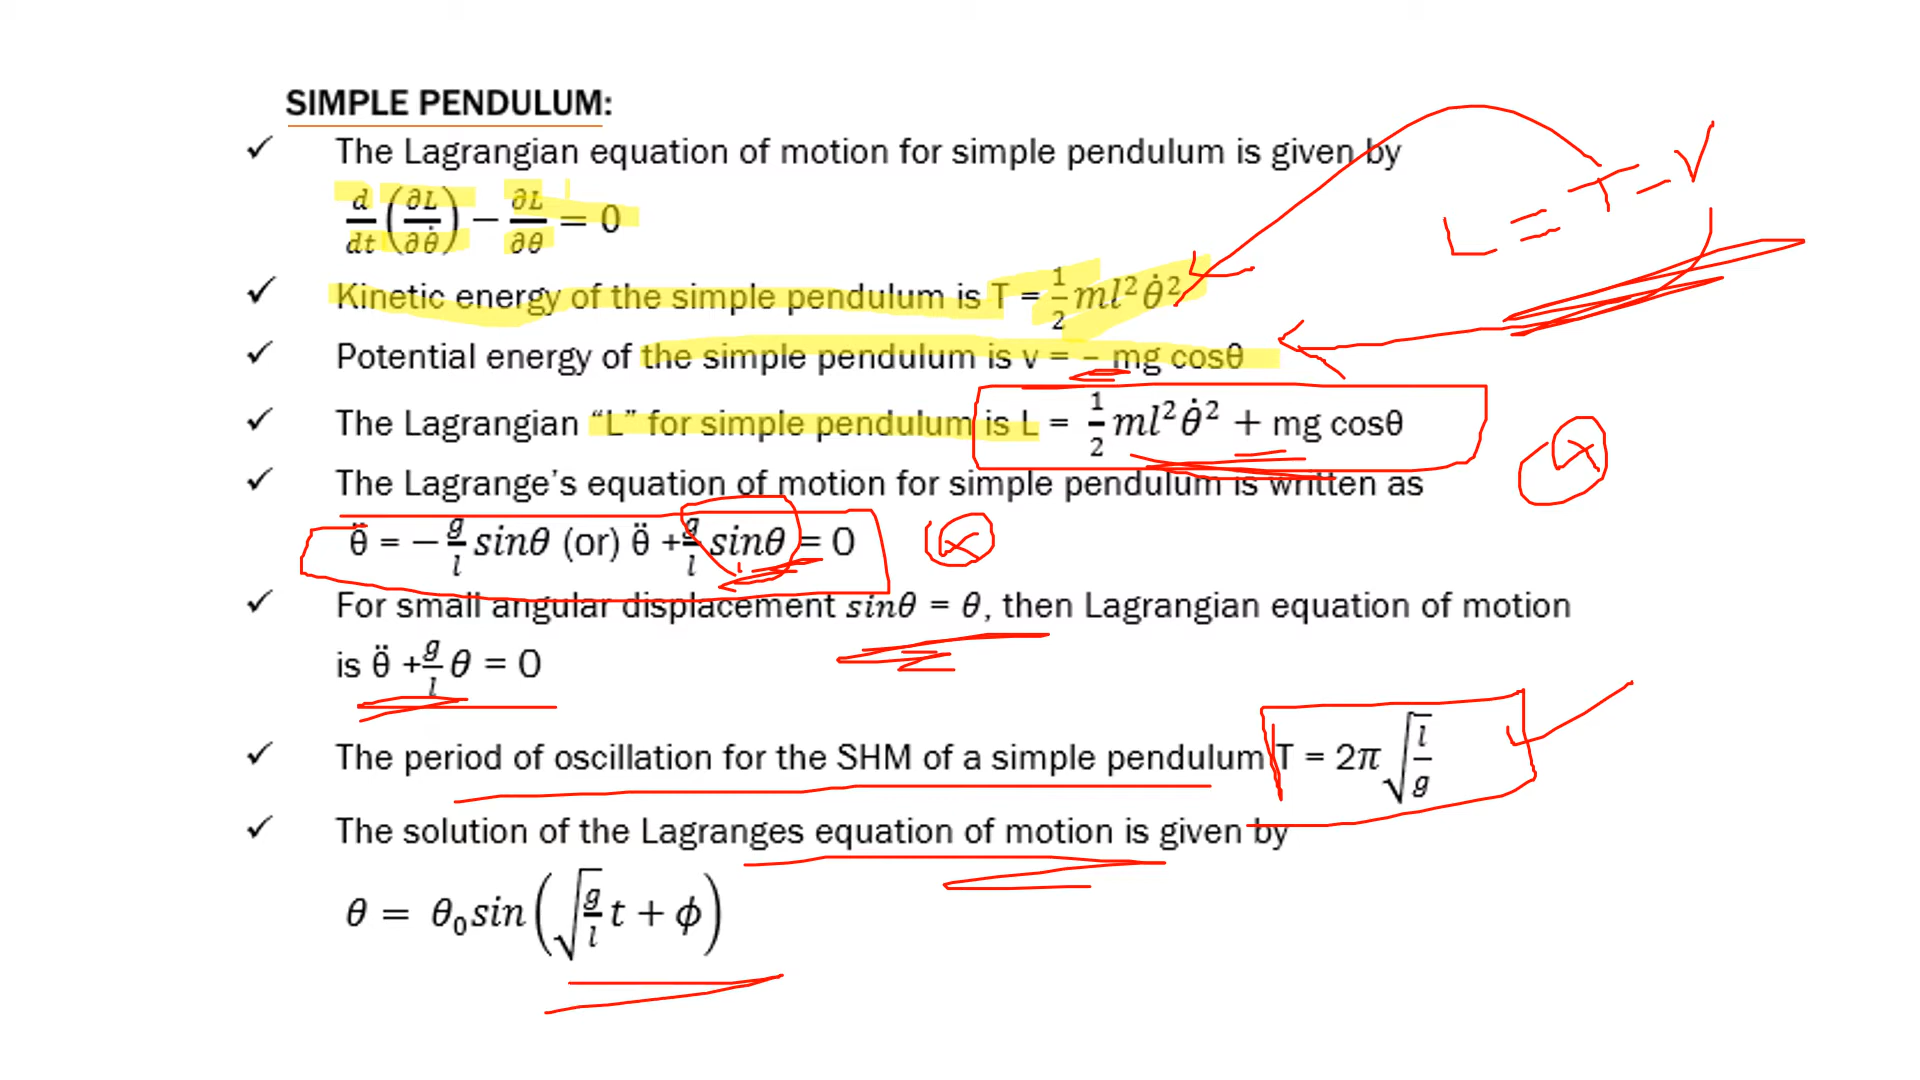 SIMPLE PENDULUM:
✓ The Lagrangian equation of motion for simple pendulum is given by
d/dt (∂L/∂θ̇) − ∂L/∂θ = 0
L = T − V
✓ Kinetic energy of the simple pendulum is T = 1/2 ml²θ̇²
✓ Potential energy of the simple pendulum is v = − mg cosθ
✓ The Lagrangian “L” for simple pendulum is L = 1/2 ml²θ̇² + mg cosθ
✓ The Lagrange’s equation of motion for simple pendulum is written as
θ̈ = −g/l sinθ (or) θ̈ +g/l sinθ = 0
✓ For small angular displacement sinθ = θ, then Lagrangian equation of motion
is θ̈ +g/l θ = 0
✓ The period of oscillation for the SHM of a simple pendulum T = 2π√(l/g)
✓ The solution of the Lagranges equation of motion is given by
θ = θ₀sin(√(g/l) t + ϕ)